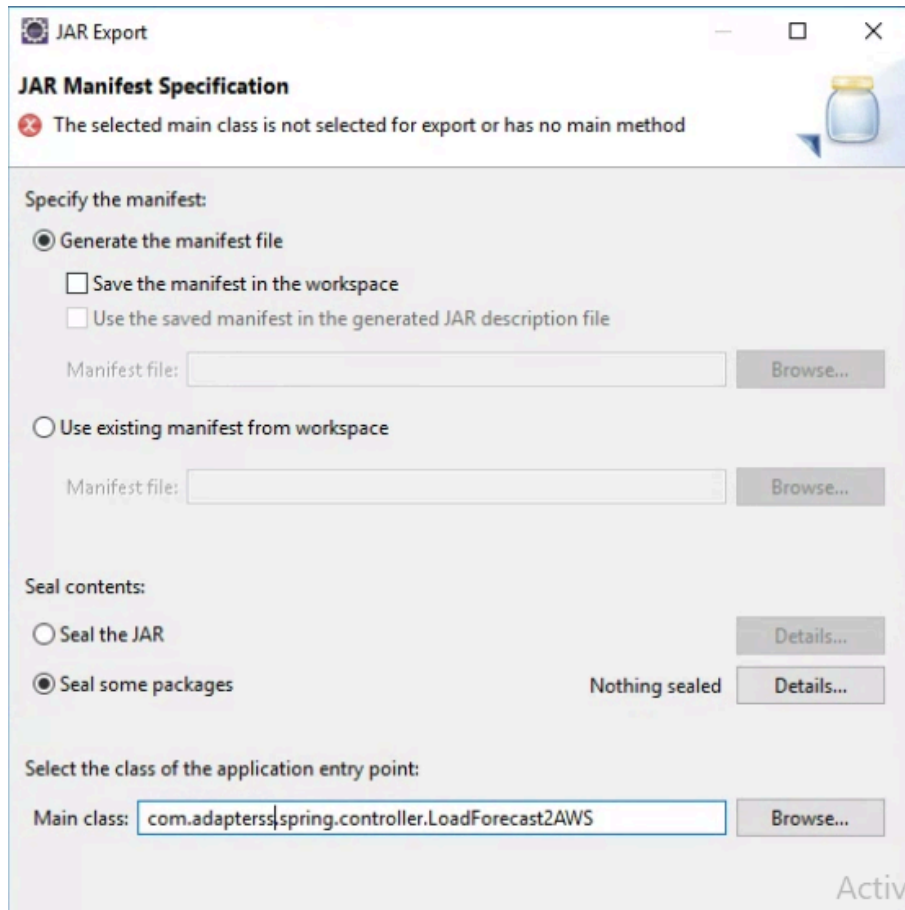 JAR Export
JAR Manifest Specification
The selected main class is not selected for export or has no main method
Specify the manifest:
Generate the manifest file
Save the manifest in the workspace
Use the saved manifest in the generated JAR description file
Manifest file: Browse...
Use existing manifest from workspace
Manifest file: Browse...
Seal contents:
Seal the JAR Details...
Seal some packages Nothing sealed Details...
Select the class of the application entry point:
Main class: com.adapterss.spring.controller.LoadForecast2AWS Browse...
Activ